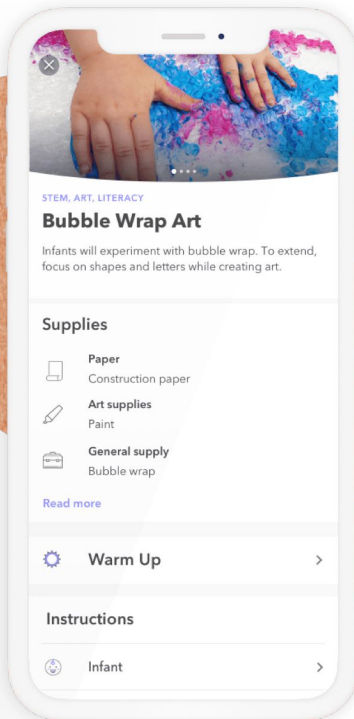 STEM, ART, LITERACY
Bubble Wrap Art
Infants will experiment with bubble wrap. To extend,
focus on shapes and letters while creating art.
Supplies
Paper
Construction paper
Art supplies
Paint
General supply
Bubble wrap
Read more
Warm Up
Instructions
Infant